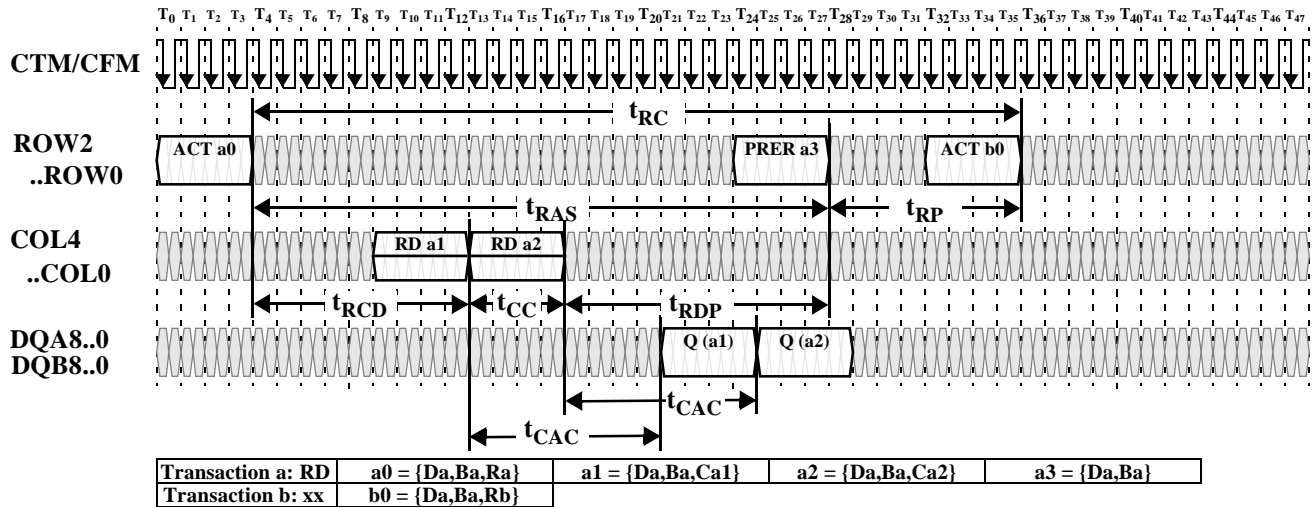 T0 T1 T2 T3 T4 T5 T6 T7 T8 T9 T10 T11 T12 T13 T14 T15 T16 T17 T18 T19 T20 T21 T22 T23 T24 T25 T26 T27 T28 T29 T30 T31 T32 T33 T34 T35 T36 T37 T38 T39 T40 T41 T42 T43 T44 T45 T46 T47
CTM/CFM
tRC
ROW2
..ROW0
ACT a0
PRER a3
ACT b0
tRAS
tRP
COL4
..COL0
RD a1
RD a2
tRCD
tCC
tRDP
DQA8..0
DQB8..0
Q (a1)
Q (a2)
tCAC
tCAC
Transaction a: RD a0 = {Da,Ba,Ra} a1 = {Da,Ba,Ca1} a2 = {Da,Ba,Ca2} a3 = {Da,Ba}
Transaction b: xx b0 = {Da,Ba,Rb}